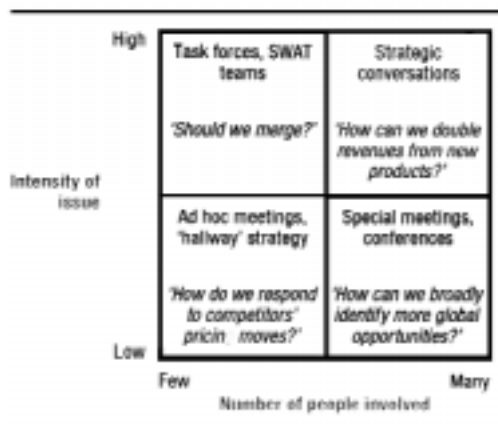 High
Task forces, SWAT
teams
'Should we merge?'
Strategic
conversations
'How can we double
revenues from new
products?'
Intensity of
issue
Ad hoc meetings,
'hallway' strategy
'How do we respond
to competitors'
moves?'
Special meetings,
conferences
'How can we broadly
identify more global
opportunities?'
Low
Few
Many
Number of people involved